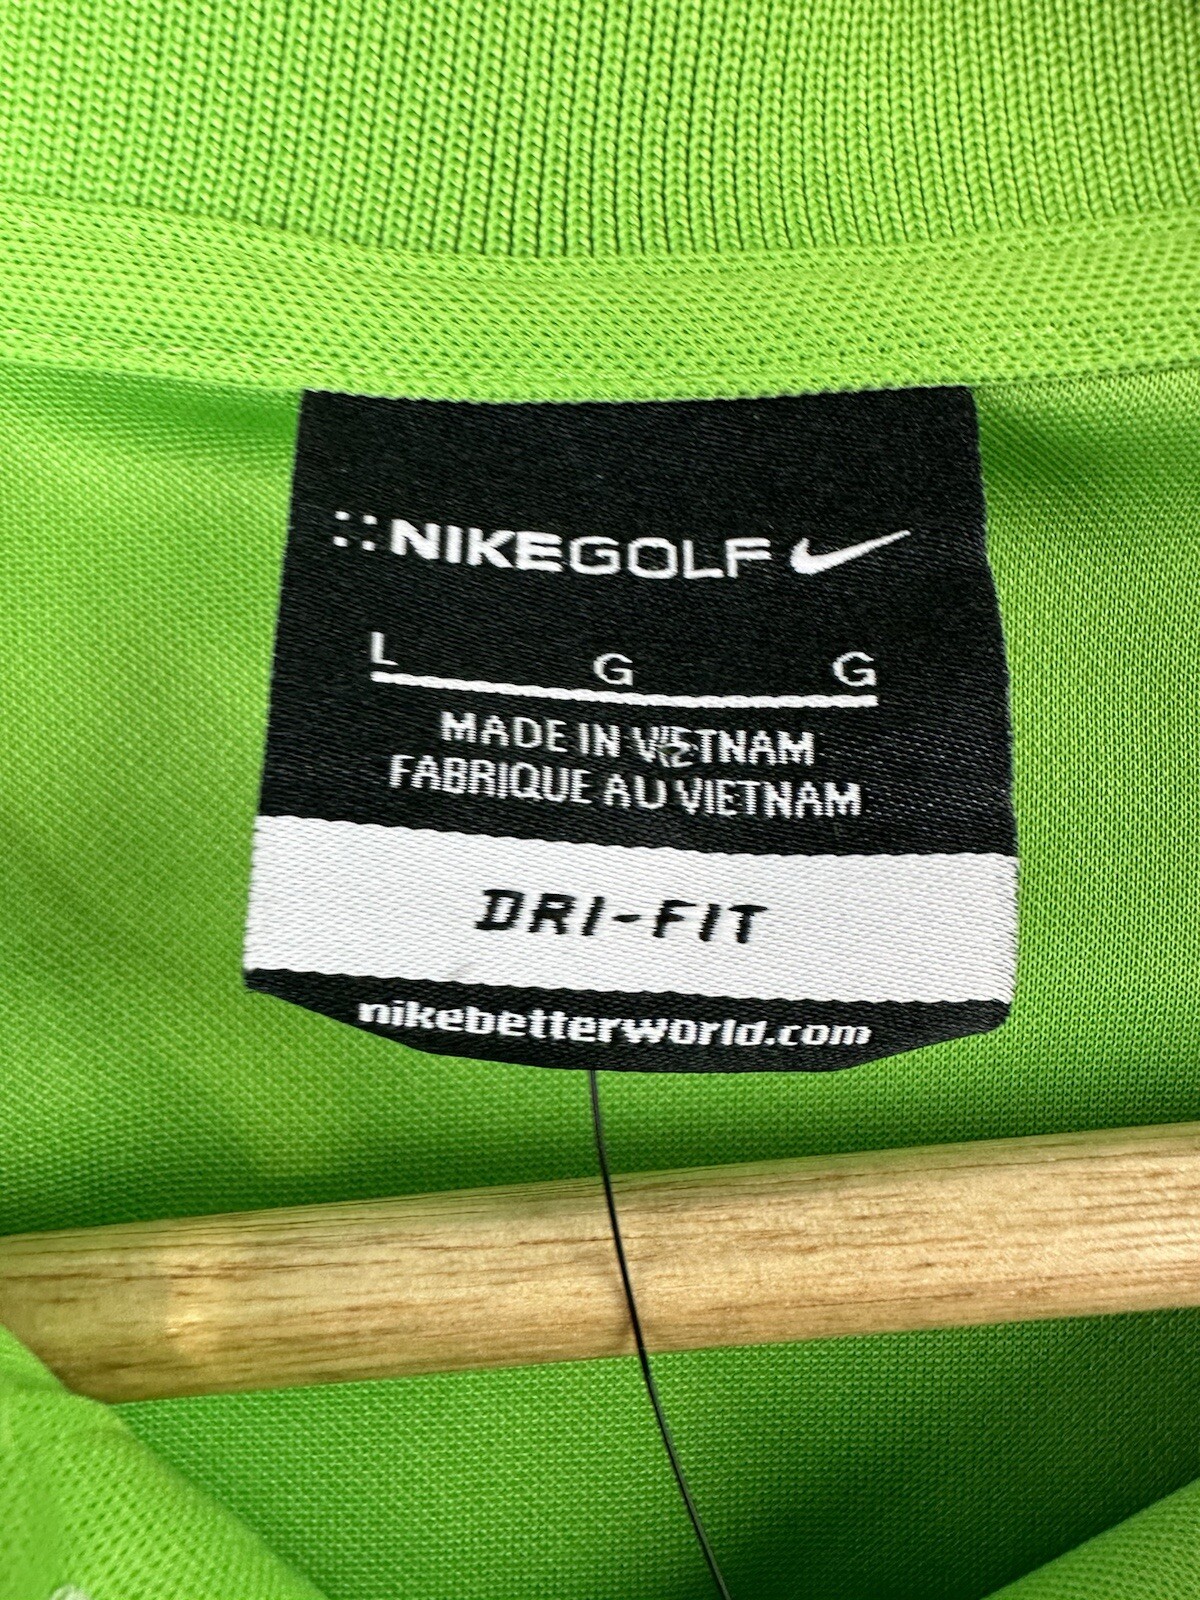 NIKEGOLF
L G G
MADE IN VIETNAM
FABRIQUE AU VIETNAM
DRI-FIT
nikebetterworld.com